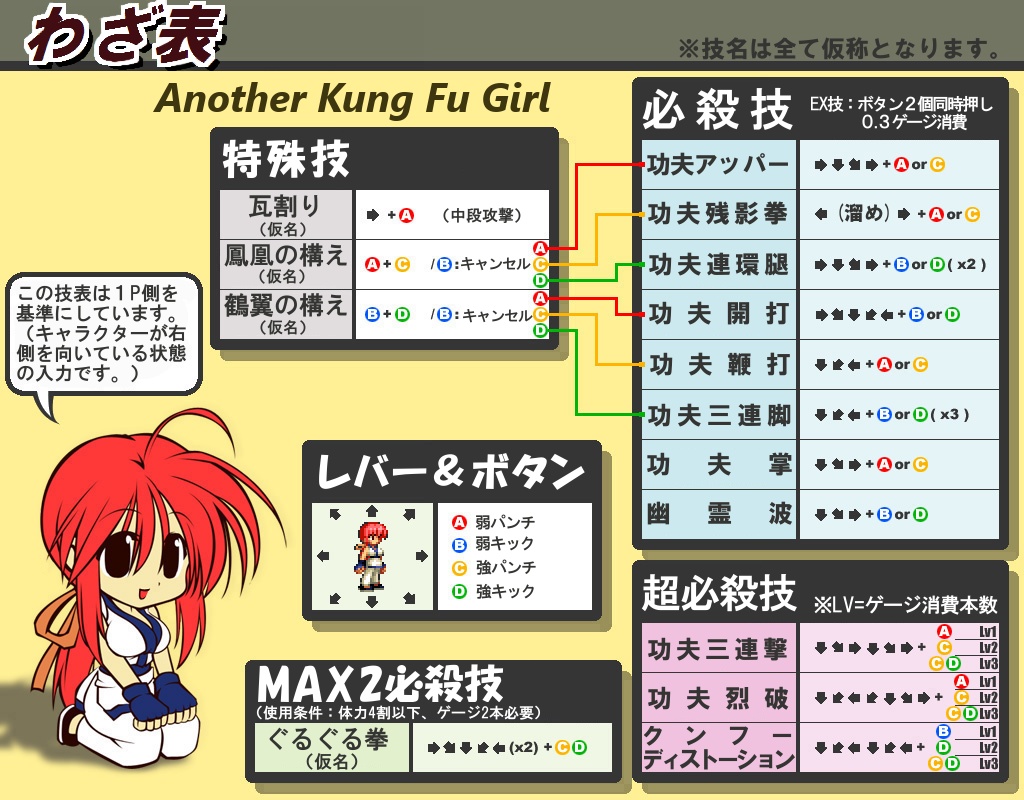 わざ表
※技名は全て仮称となります。
Another Kung Fu Girl
特殊技
瓦割り
(仮名)
➡ + A (中段攻撃)
鳳凰の構え
(仮名)
A + C /B:キャンセル
A
C
D
鶴翼の構え
(仮名)
B + D /B:キャンセル
A
C
D
必殺技
EX技：ボタン2個同時押し
0.3ゲージ消費
功夫アッパー ➡⬇⬊➡ + A or C
功夫残影拳 ⬅ (溜め) ➡ + A or C
功夫連環腿 ➡⬇⬊➡ + B or D ( x2 )
功夫開打 ➡⬊⬇⬋⬅ + B or D
功夫鞭打 ⬇⬋⬅ + A or C
功夫三連脚 ⬇⬋⬅ + B or D ( x3 )
功夫掌 ⬇⬊➡ + A or C
幽霊波 ⬇⬊➡ + B or D
この技表は1P側を
基準にしています。
(キャラクターが右
側を向いている状態
の入力です。)
レバー＆ボタン
A 弱パンチ
B 弱キック
C 強パンチ
D 強キック
超必殺技
※LV=ゲージ消費本数
功夫三連撃 ⬇⬊➡⬇⬊➡ +
A Lv1
C Lv2
C D Lv3
功夫烈破 ⬇⬋⬅⬋⬇⬊➡ +
A Lv1
C Lv2
C D Lv3
クンフー
ディストーション
⬇⬋⬅⬇⬋⬅ +
B Lv1
D Lv2
C D Lv3
MAX2必殺技
(使用条件：体力4割以下、ゲージ2本必要)
ぐるぐる拳
(仮名)
➡⬊⬇⬋⬅ (x2) + C D